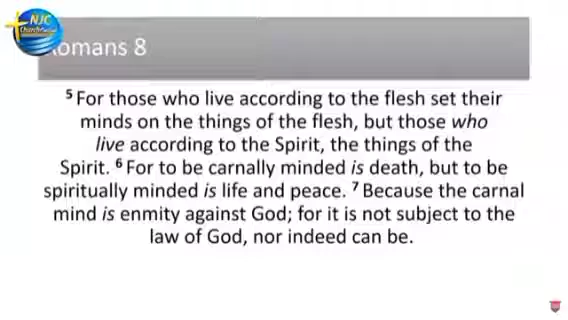 NJC
Church
Romans 8
⁵ For those who live according to the flesh set their
minds on the things of the flesh, but those who
live according to the Spirit, the things of the
Spirit. ⁶ For to be carnally minded is death, but to be
spiritually minded is life and peace. ⁷ Because the carnal
mind is enmity against God; for it is not subject to the
law of God, nor indeed can be.